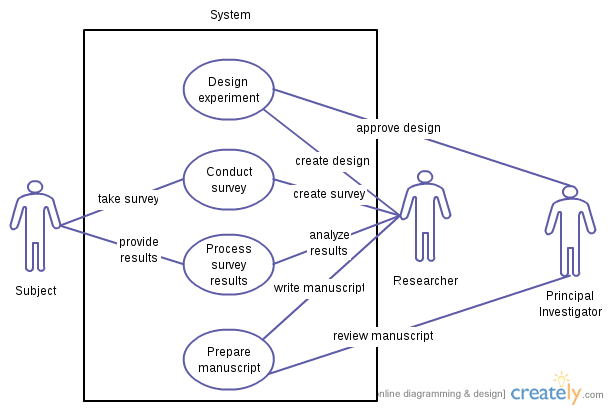 System
Design
experiment
approve design
create design
Conduct
survey
create survey
take survey
provide
results
analyze
results
Process
survey
results
Researcher
Subject
write manuscript
Principal
Investigator
review manuscript
Prepare
manuscript
online diagramming & design]
creately.com